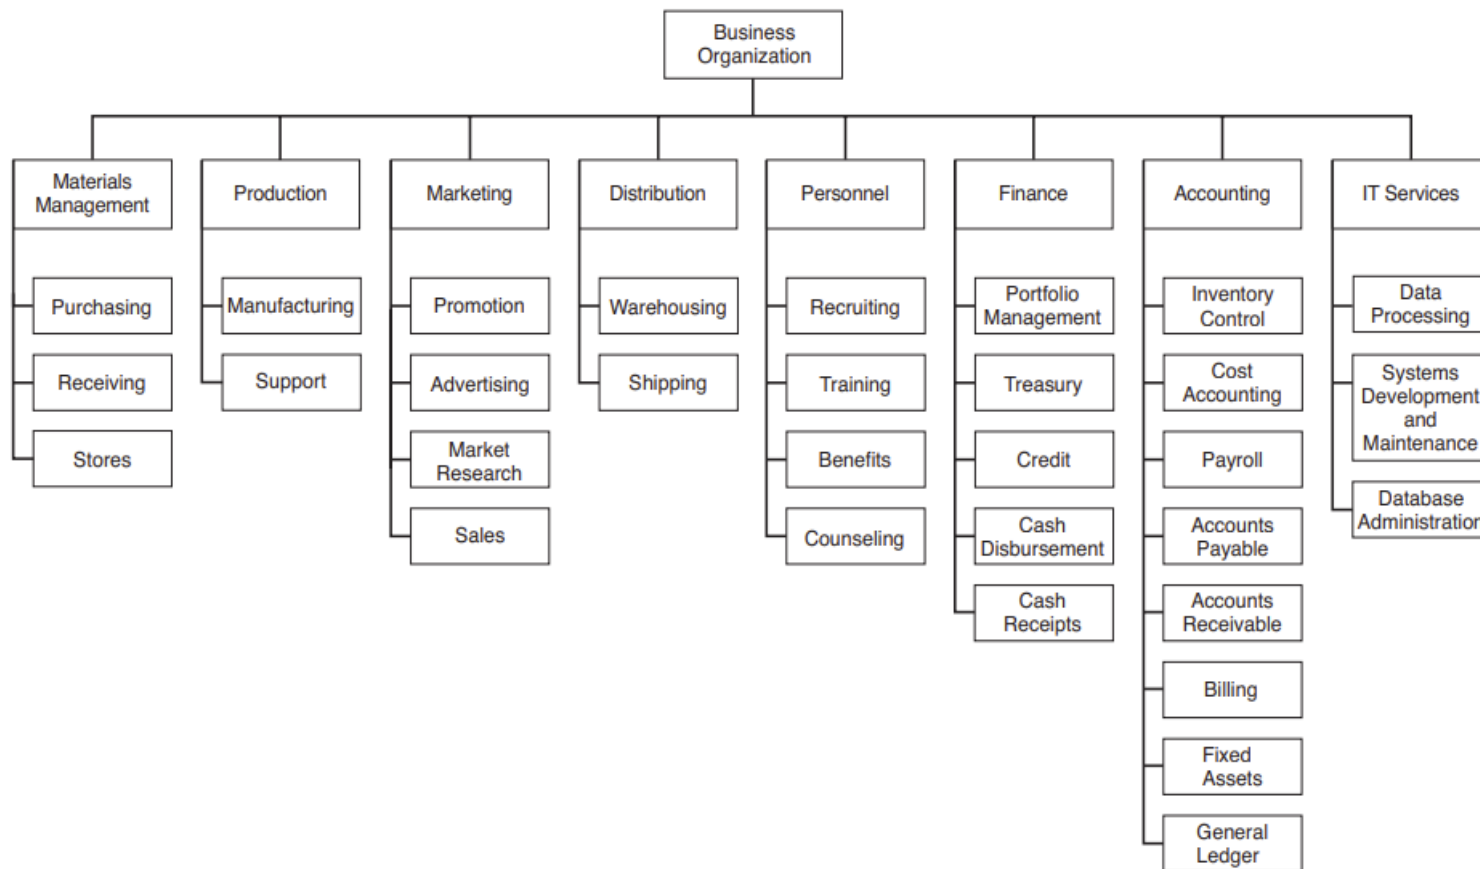 Business
Organization
Materials
Management
Production
Marketing
Distribution
Personnel
Finance
Accounting
IT Services
Purchasing
Receiving
Stores
Manufacturing
Support
Promotion
Advertising
Market
Research
Sales
Warehousing
Shipping
Recruiting
Training
Benefits
Counseling
Portfolio
Management
Treasury
Credit
Cash
Disbursement
Cash
Receipts
Inventory
Control
Cost
Accounting
Payroll
Accounts
Payable
Accounts
Receivable
Billing
Fixed
Assets
General
Ledger
Data
Processing
Systems
Development
and
Maintenance
Database
Administration